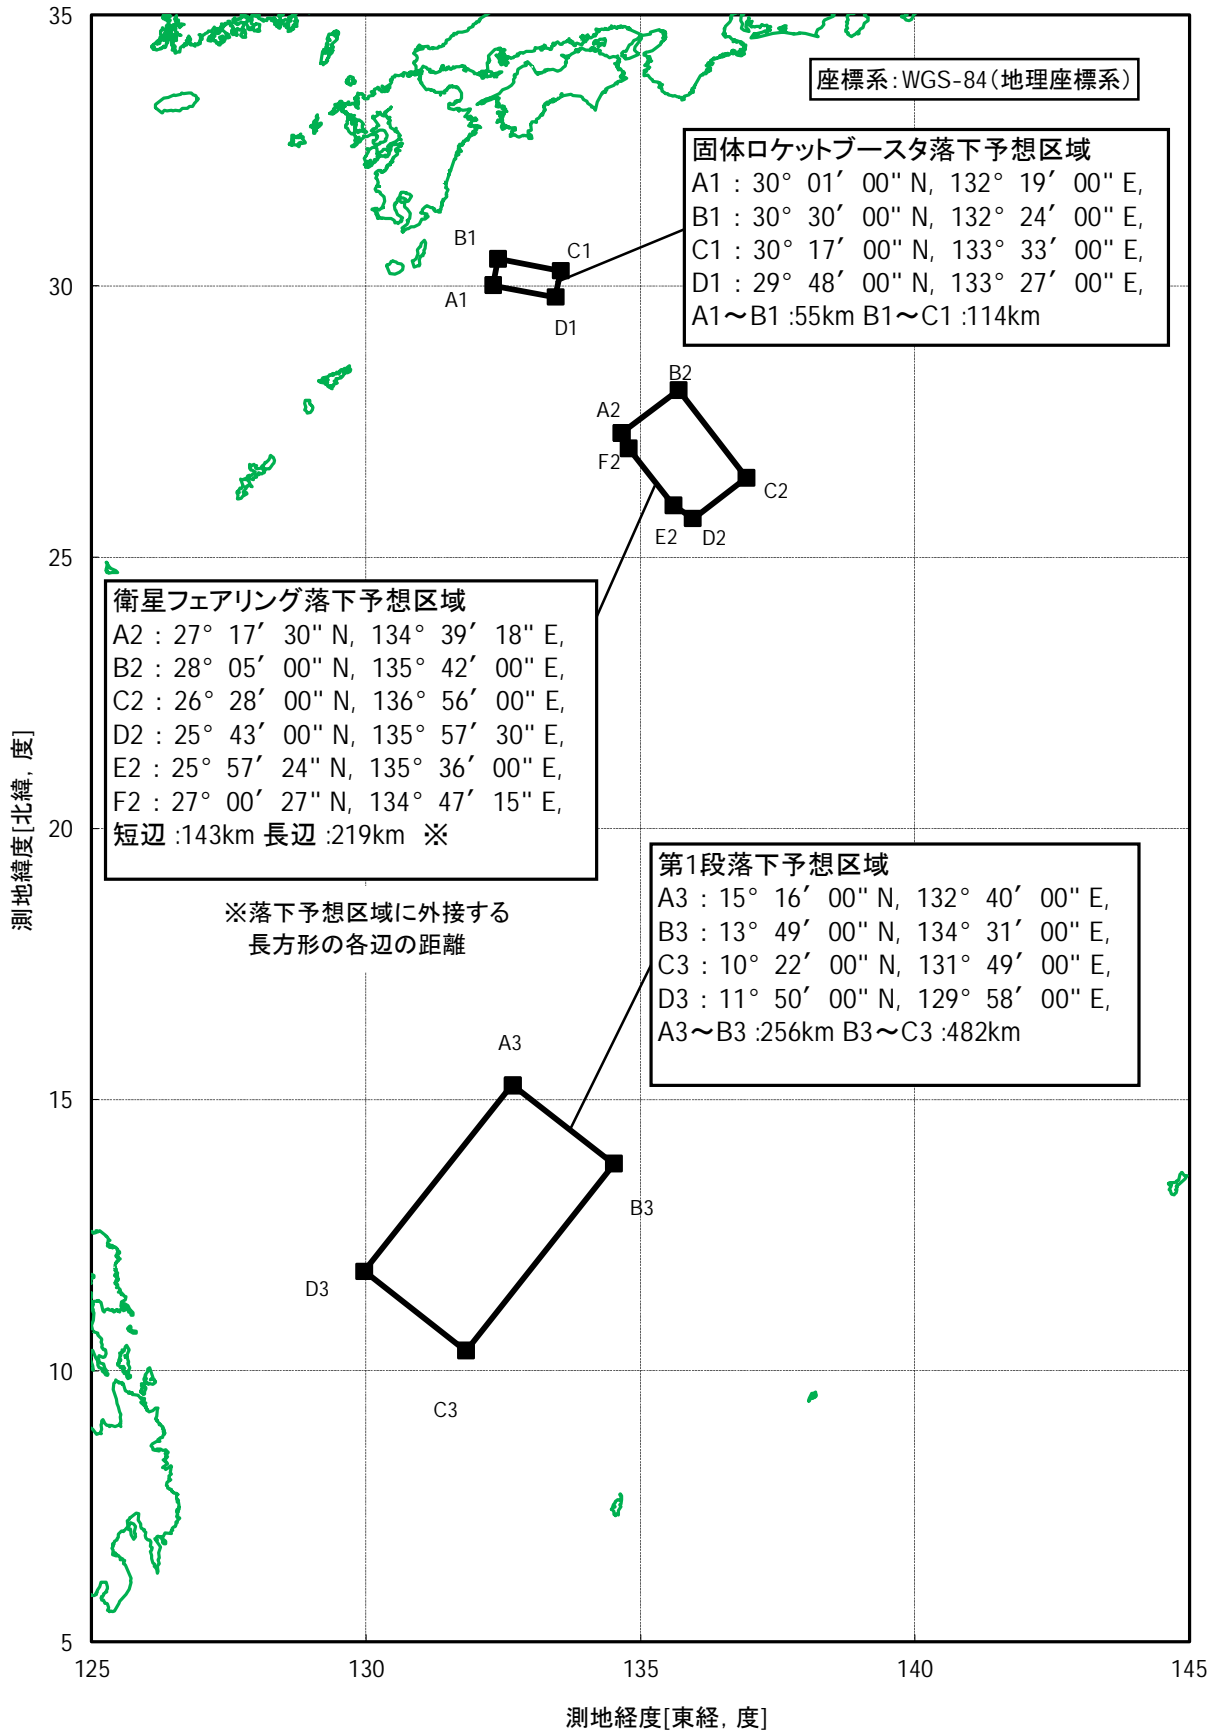 35
座標系:WGS-84(地理座標系)
固体ロケットブースタ落下予想区域
A1 : 30° 01′ 00" N, 132° 19′ 00" E,
B1 : 30° 30′ 00" N, 132° 24′ 00" E,
C1 : 30° 17′ 00" N, 133° 33′ 00" E,
D1 : 29° 48′ 00" N, 133° 27′ 00" E,
A1～B1 :55km B1～C1 :114km
B1
C1
30
A1
D1
B2
A2
F2
C2
E2
D2
25
衛星フェアリング落下予想区域
A2 : 27° 17′ 30" N, 134° 39′ 18" E,
B2 : 28° 05′ 00" N, 135° 42′ 00" E,
C2 : 26° 28′ 00" N, 136° 56′ 00" E,
D2 : 25° 43′ 00" N, 135° 57′ 30" E,
E2 : 25° 57′ 24" N, 135° 36′ 00" E,
F2 : 27° 00′ 27" N, 134° 47′ 15" E,
短辺 :143km 長辺 :219km ※
測地緯度[北緯, 度]
20
※落下予想区域に外接する
長方形の各辺の距離
第1段落下予想区域
A3 : 15° 16′ 00" N, 132° 40′ 00" E,
B3 : 13° 49′ 00" N, 134° 31′ 00" E,
C3 : 10° 22′ 00" N, 131° 49′ 00" E,
D3 : 11° 50′ 00" N, 129° 58′ 00" E,
A3～B3 :256km B3～C3 :482km
A3
15
B3
D3
10
C3
5
125
130
135
140
145
測地経度[東経, 度]